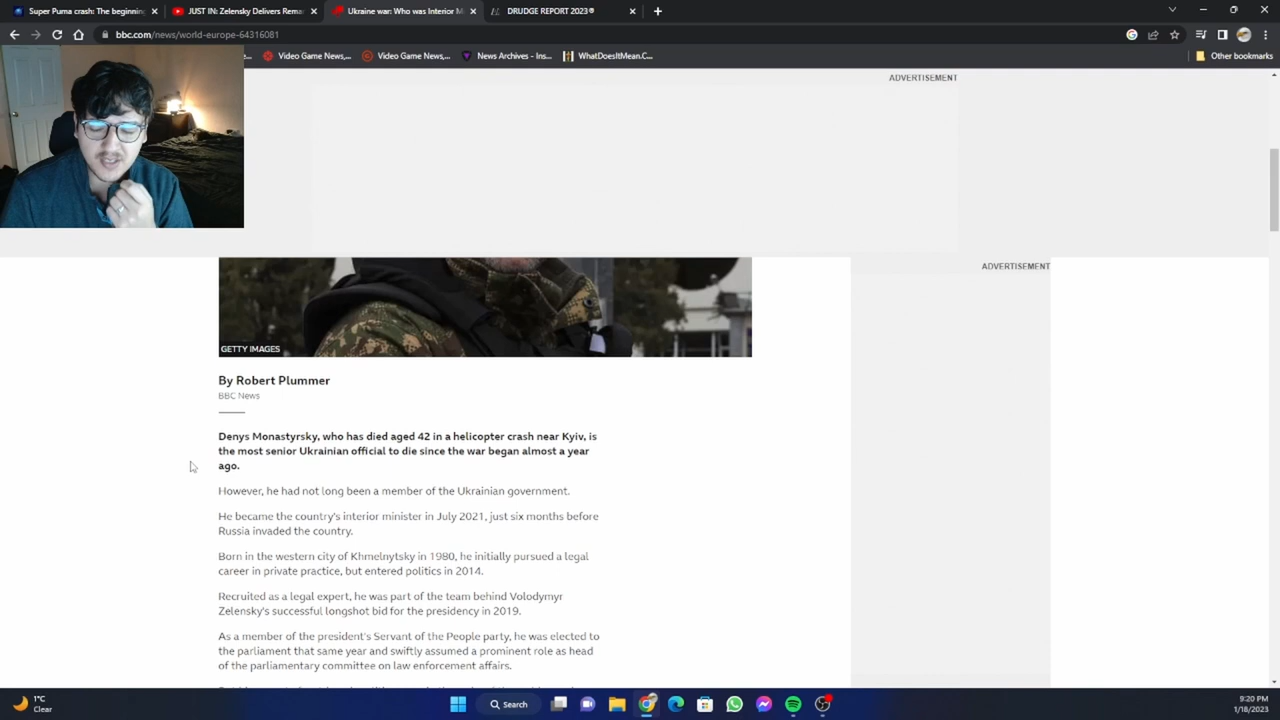 Super Puma crash: The beginning
JUST IN: Zelensky Delivers Rema
Ukraine war: Who was Interior M
DRUDGE REPORT 2023®
bbc.com/news/world-europe-64316081
Video Game News,...
Video Game News,...
News Archives - Ins...
WhatDoesItMean.C...
Other bookmarks
ADVERTISEMENT
ADVERTISEMENT
GETTY IMAGES
By Robert Plummer
BBC News
Denys Monastyrsky, who has died aged 42 in a helicopter crash near Kyiv, is
the most senior Ukrainian official to die since the war began almost a year
ago.
However, he had not long been a member of the Ukrainian government.
He became the country's interior minister in July 2021, just six months before
Russia invaded the country.
Born in the western city of Khmelnytsky in 1980, he initially pursued a legal
career in private practice, but entered politics in 2014.
Recruited as a legal expert, he was part of the team behind Volodymyr
Zelensky's successful longshot bid for the presidency in 2019.
As a member of the president's Servant of the People party, he was elected to
the parliament that same year and swiftly assumed a prominent role as head
of the parliamentary committee on law enforcement affairs.
1°C
Clear
Search
9:20 PM
1/18/2023